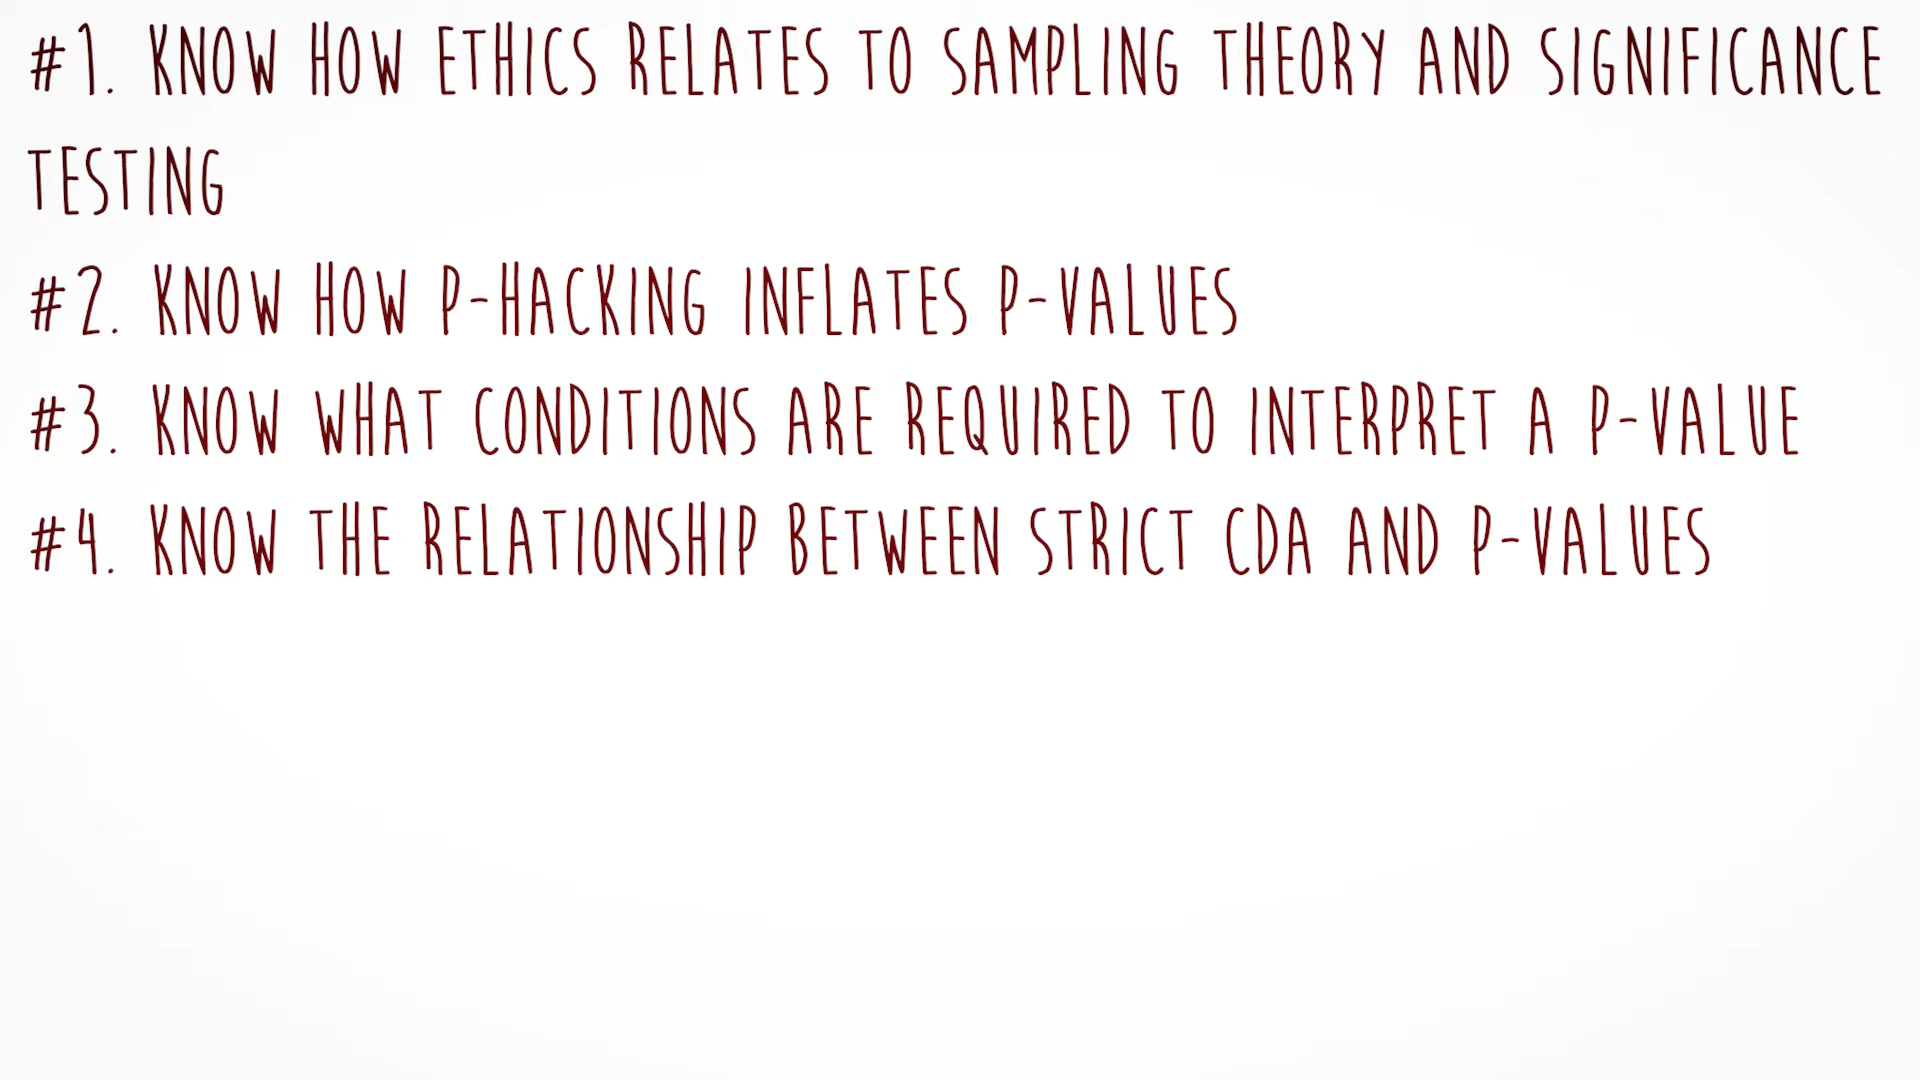 #1. KNOW HOW ETHICS RELATES TO SAMPLING THEORY AND SIGNIFICANCE
TESTING
#2. KNOW HOW P-HACKING INFLATES P-VALUES
#3. KNOW WHAT CONDITIONS ARE REQUIRED TO INTERPRET A P-VALUE
#4. KNOW THE RELATIONSHIP BETWEEN STRICT CDA AND P-VALUES